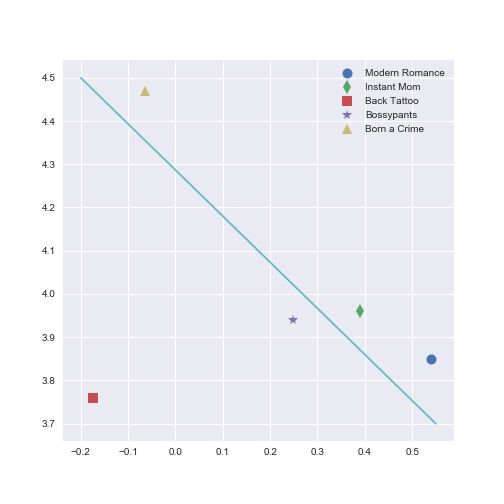 Modern Romance
Instant Mom
Back Tattoo
Bossypants
Born a Crime
4.5
4.4
4.3
4.2
4.1
4.0
3.9
3.8
3.7
−0.2 −0.1 0.0 0.1 0.2 0.3 0.4 0.5